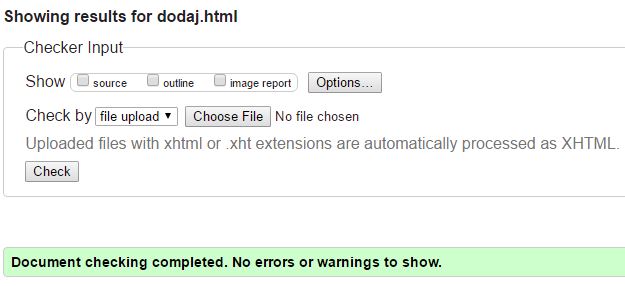 Showing results for dodaj.html
Checker Input
Show source outline image report Options...
Check by file upload Choose File No file chosen
Uploaded files with xhtml or .xht extensions are automatically processed as XHTML.
Check
Document checking completed. No errors or warnings to show.